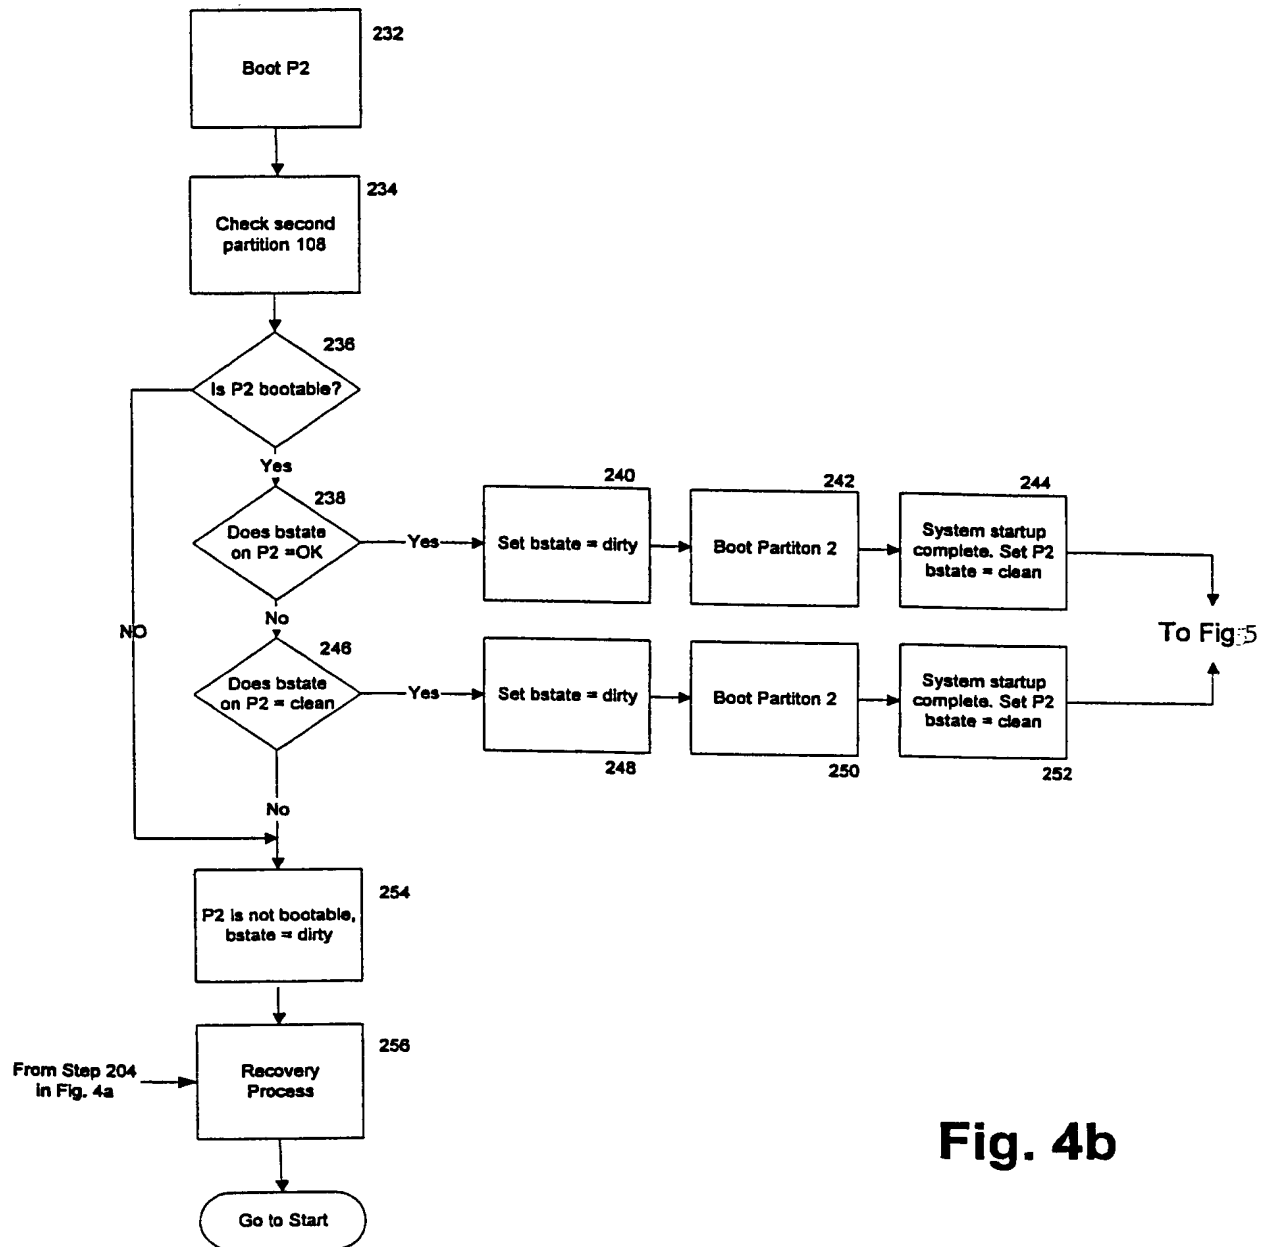 232
Boot P2
234
Check second
partition 108
236
Is P2 bootable?
Yes
238
Does bstate
on P2 =OK
Yes
240
Set bstate = dirty
242
Boot Partiton 2
244
System startup
complete. Set P2
bstate = clean
No
NO
To Fig 5
246
Does bstate
on P2 = clean
Yes
Set bstate = dirty
248
Boot Partiton 2
250
System startup
complete. Set P2
bstate = clean
252
No
254
P2 is not bootable,
bstate = dirty
256
From Step 204
in Fig. 4a
Recovery
Process
Fig. 4b
Go to Start